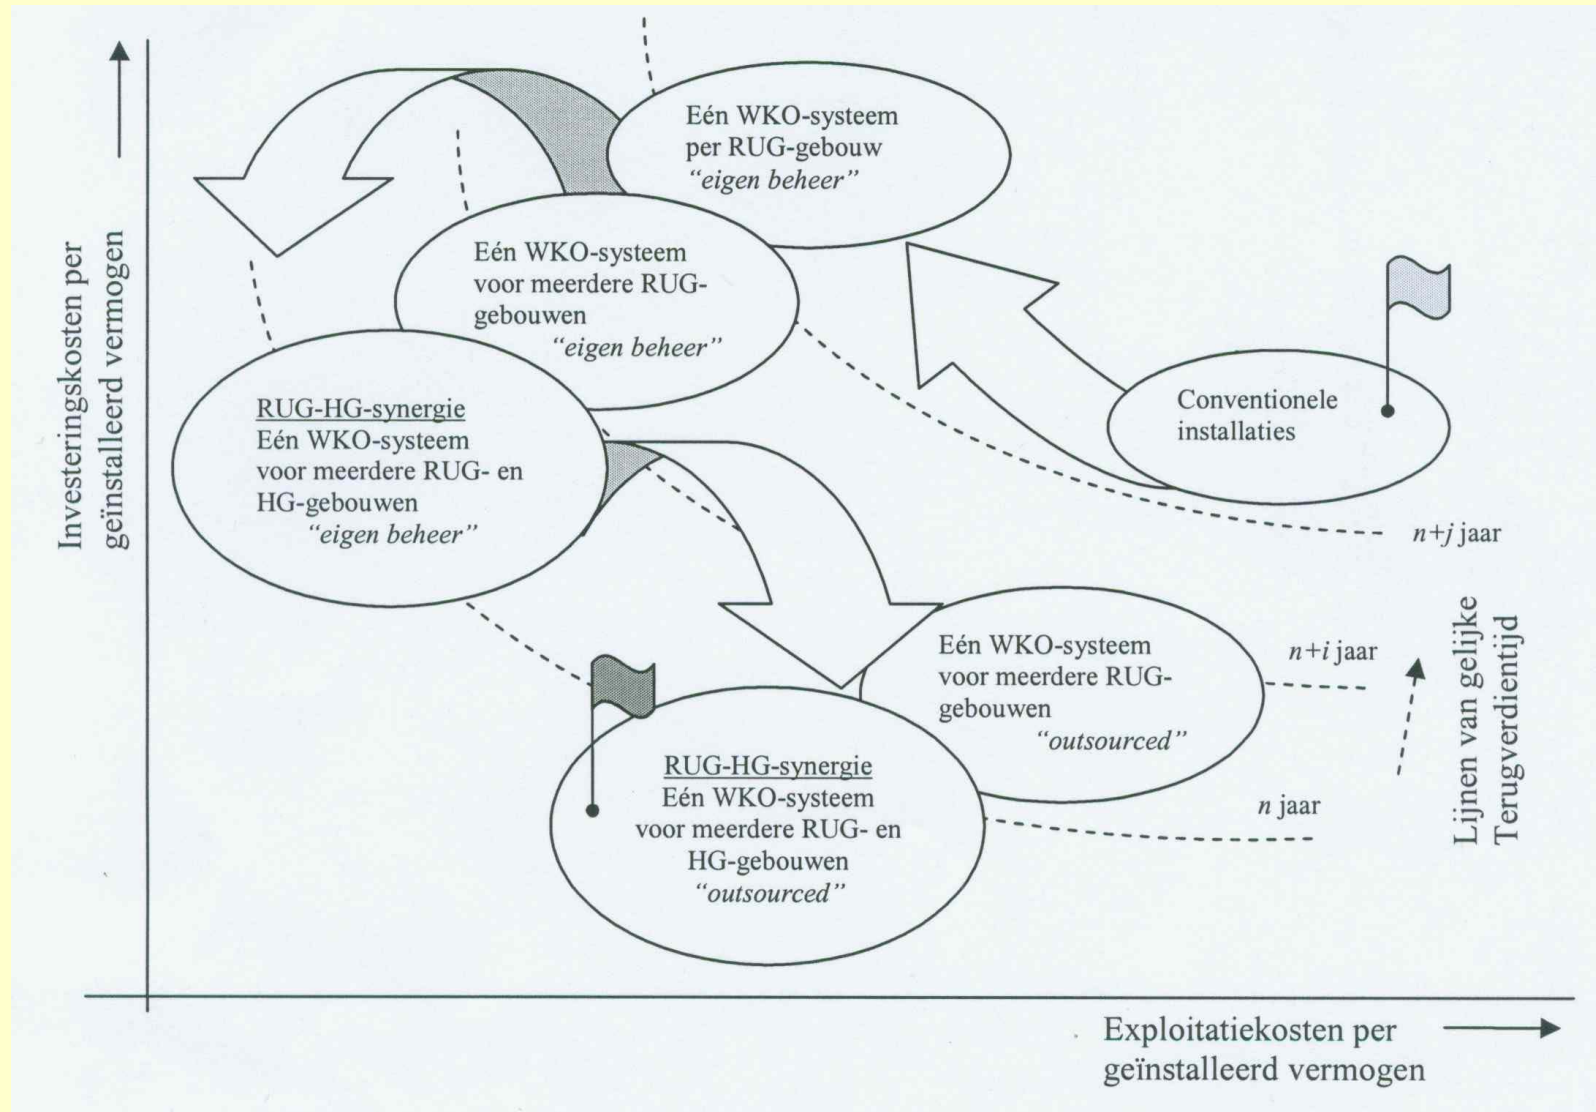 Eén WKO-systeem
per RUG-gebouw
“eigen beheer”
Eén WKO-systeem
voor meerdere RUG-
gebouwen
“eigen beheer”
RUG-HG-synergie
Eén WKO-systeem
voor meerdere RUG- en
HG-gebouwen
“eigen beheer”
Conventionele
installaties
n+j jaar
Eén WKO-systeem
voor meerdere RUG-
gebouwen
“outsourced”
n+i jaar
RUG-HG-synergie
Eén WKO-systeem
voor meerdere RUG- en
HG-gebouwen
“outsourced”
n jaar
Lijnen van gelijke
Terugverdientijd
Investeringskosten per
geïnstalleerd vermogen
Exploitatiekosten per
geïnstalleerd vermogen